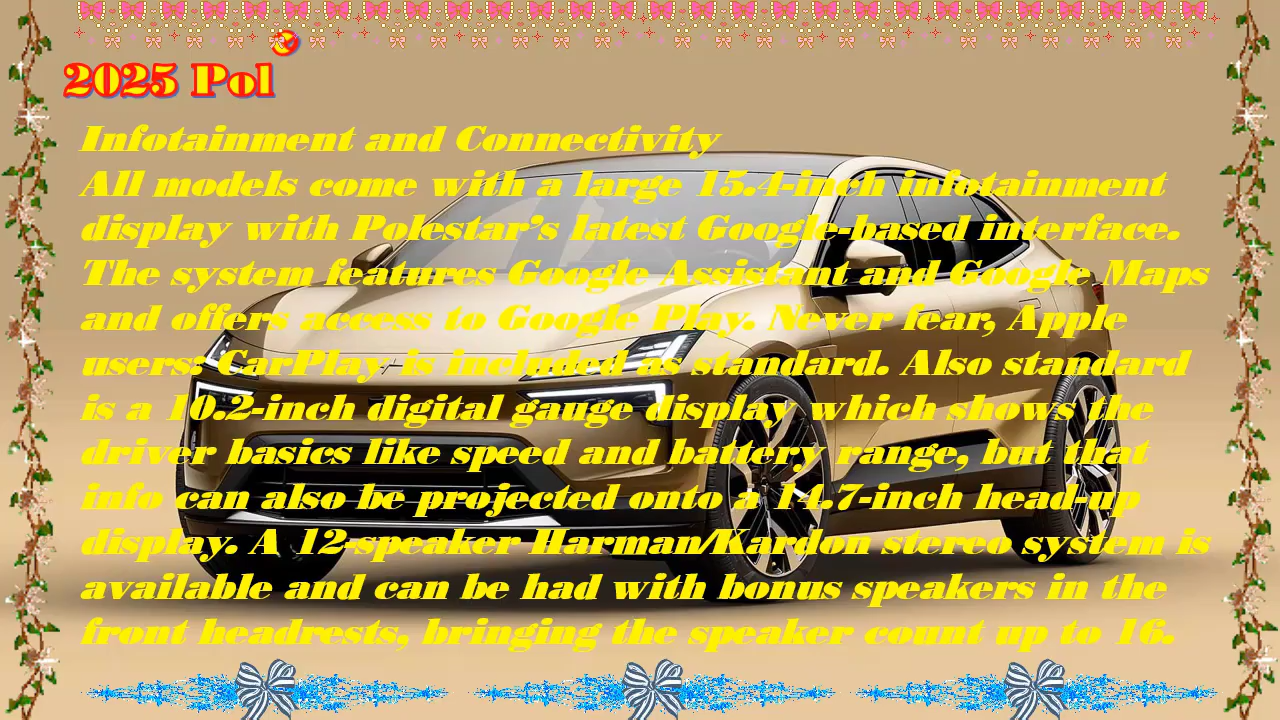 2025 Pol
Infotainment and Connectivity
All models come with a large 15.4-inch infotainment
display with Polestar’s latest Google-based interface.
The system features Google Assistant and Google Maps
and offers access to Google Play. Never fear, Apple
users: CarPlay is included as standard. Also standard
is a 10.2-inch digital gauge display which shows the
driver basics like speed and battery range, but that
info can also be projected onto a 14.7-inch head-up
display. A 12-speaker Harman/Kardon stereo system is
available and can be had with bonus speakers in the
front headrests, bringing the speaker count up to 16.